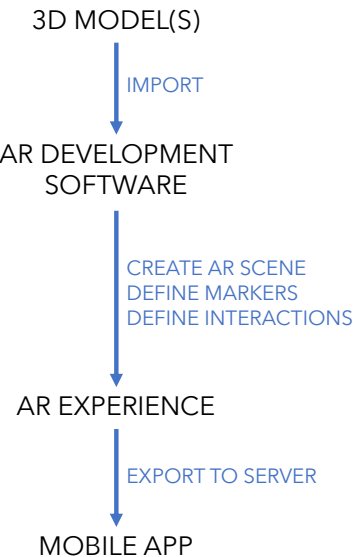 3D MODEL(S)
IMPORT
AR DEVELOPMENT
SOFTWARE
CREATE AR SCENE
DEFINE MARKERS
DEFINE INTERACTIONS
AR EXPERIENCE
EXPORT TO SERVER
MOBILE APP